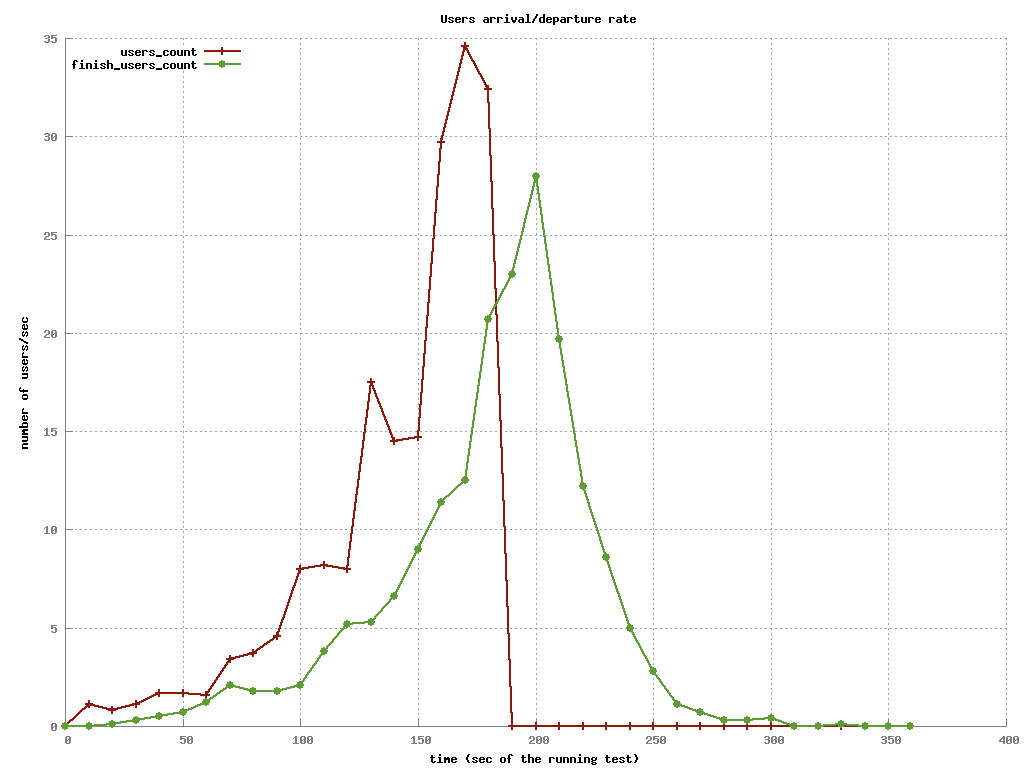 Users arrival/departure rate
users_count
finish_users_count
35
30
25
20
15
10
5
0
number of users/sec
0 50 100 150 200 250 300 350 400
time (sec of the running test)